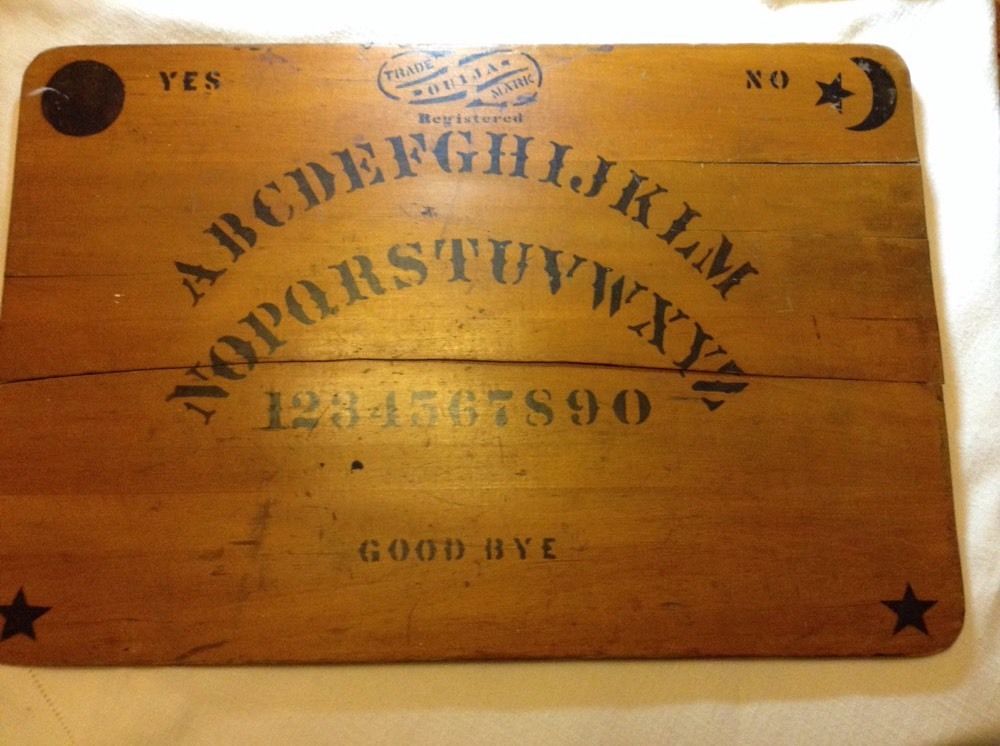 YES
NO
TRADE
OUIJA
MARK
Registered
ABCDEFGHIJKLM
NOPQRSTUVWXYZ
1234567890
GOOD BYE